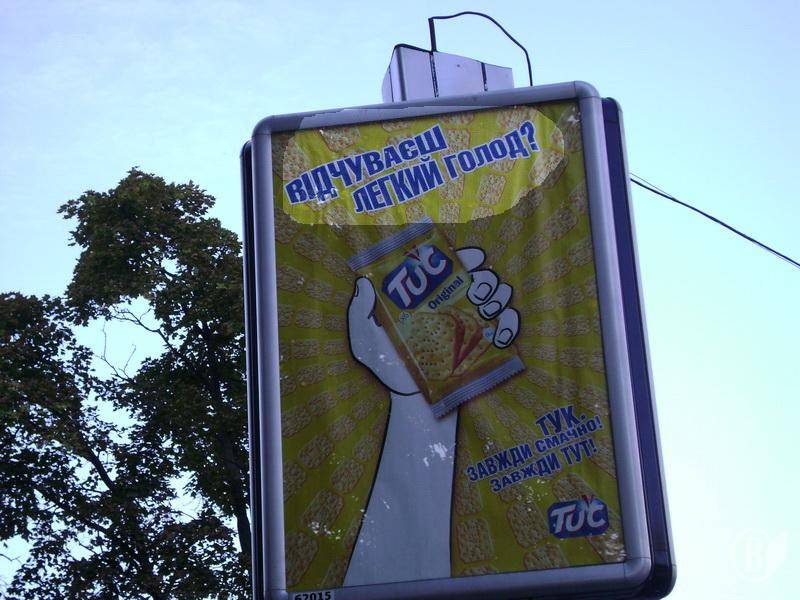 ВІДЧУВАЄШ
ЛЕГКИЙ ГОЛОД?
TUC
Original
ТУК.
ЗАВЖДИ СМАЧНО!
ЗАВЖДИ ТУТ!
TUC
62015
B